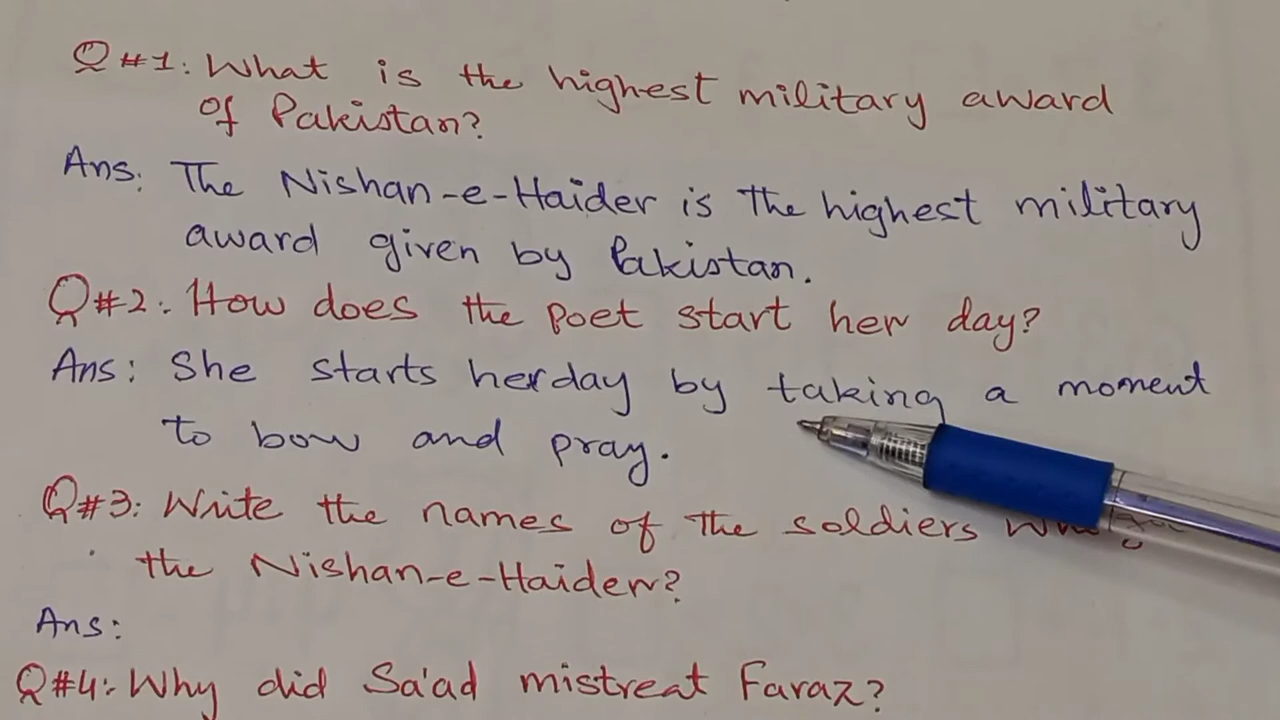 Q#1: What is the highest military award
of Pakistan?
Ans: The Nishan-e-Haider is the highest military
award given by Pakistan.
Q#2: How does the poet start her day?
Ans: She starts her day by taking a moment
to bow and pray.
Q#3: Write the names of the soldiers
the Nishan-e-Haider?
Ans:
Q#4: Why did Sa'ad mistreat Faraz?